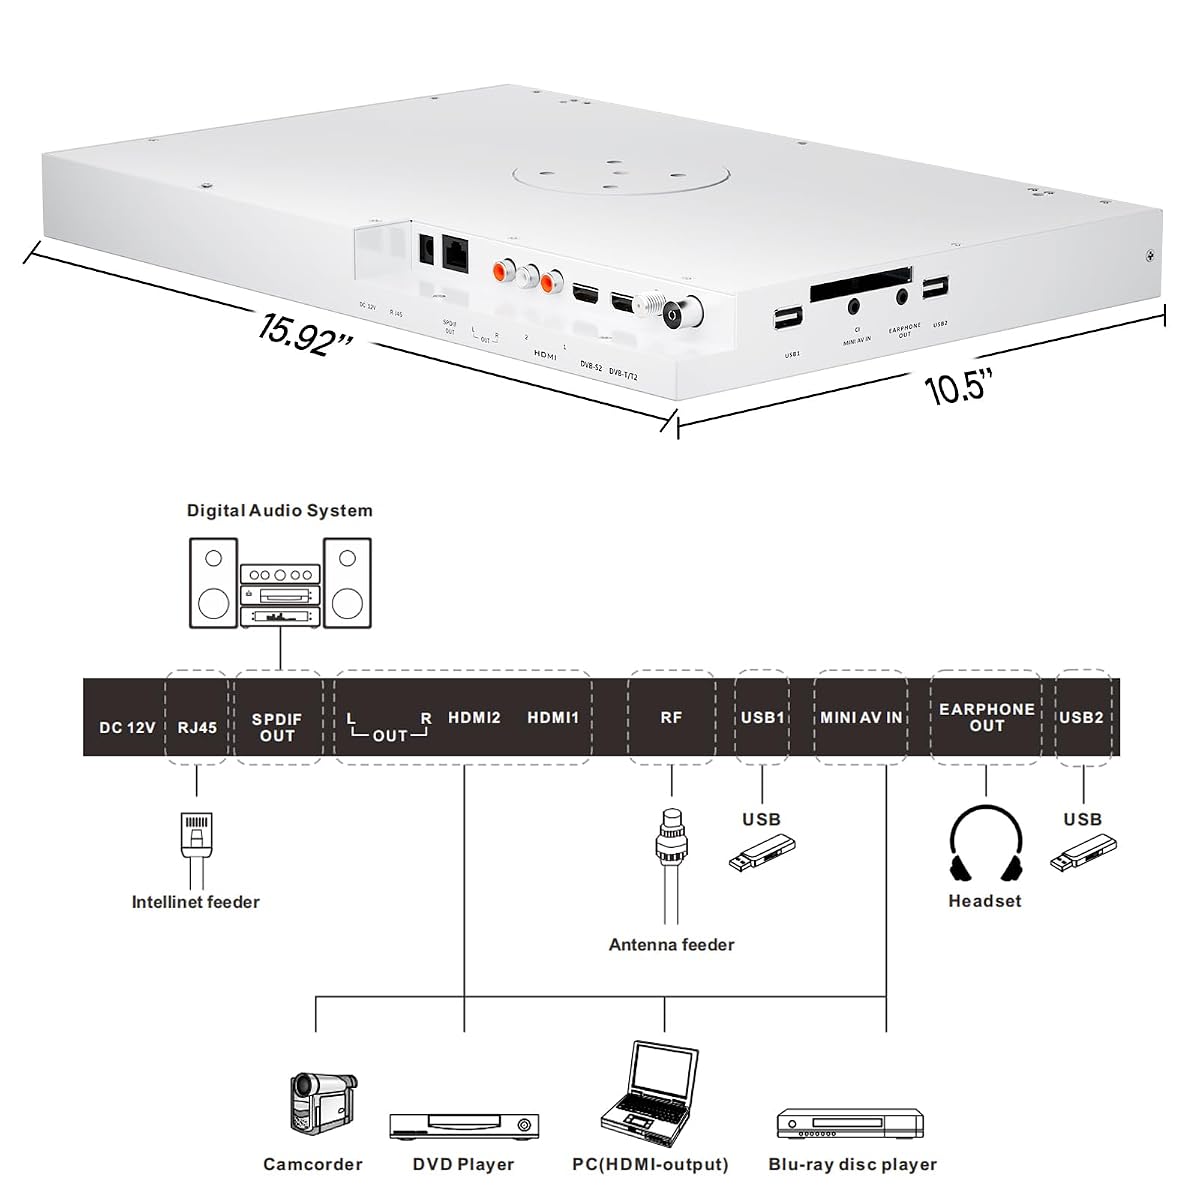 DC 12V
RJ45
SPDIF
OUT
L
R
OUT
2
1
HDMI
DVB-S2
DVB-T/T2
USB1
CI
MINI AV IN
EARPHONE
OUT
USB2
15.92”
10.5”
Digital Audio System
DC 12V
RJ45
SPDIF
OUT
L
R
OUT
HDMI2
HDMI1
RF
USB1
MINI AV IN
EARPHONE
OUT
USB2
USB
USB
Intellinet feeder
Headset
Antenna feeder
Camcorder
DVD Player
PC(HDMI-output)
Blu-ray disc player